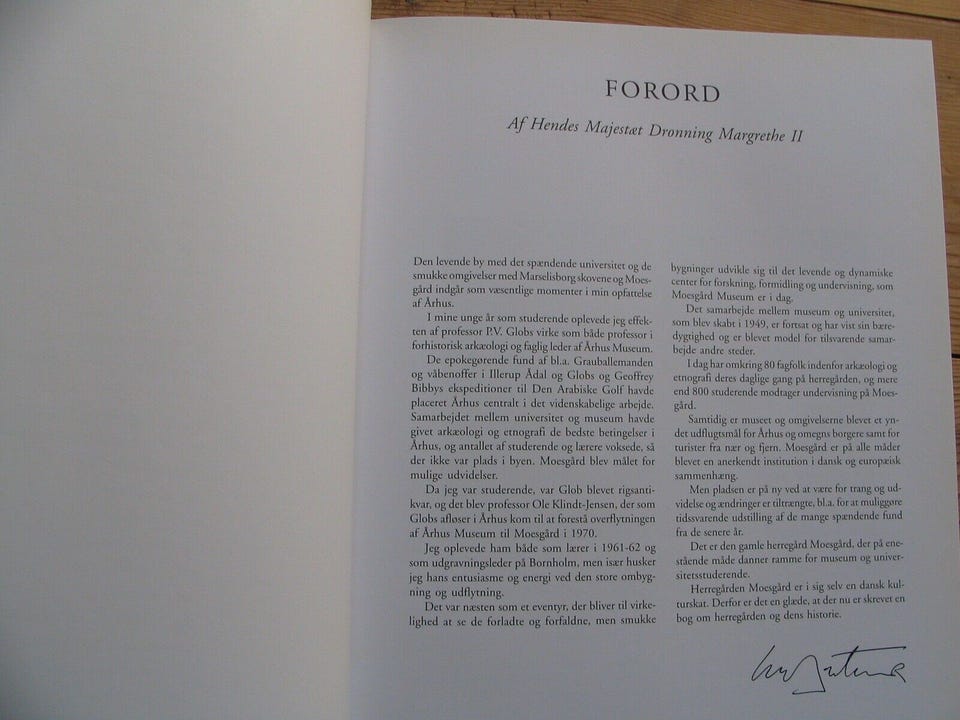 FORORD
Af Hendes Majestæt Dronning Margrethe II
Den levende by med det spændende universitet og de
smukke omgivelser med Marselisborg skovene og Moes-
gård indgår som væsentlige momenter i min opfattelse
af Århus.
I mine unge år som studerende oplevede jeg effek-
ten af professor P.V. Globs virke som både professor i
forhistorisk arkæologi og faglig leder af Århus Museum.
De epokegørende fund af bl.a. Grauballemanden
og våbenoffer i Illerup Ådal og Globs og Geoffrey
Bibbys ekspeditioner til Den Arabiske Golf havde
placeret Århus centralt i det videnskabelige arbejde.
Samarbejdet mellem universitet og museum havde
givet arkæologi og etnografi de bedste betingelser i
Århus, og antallet af studerende og lærere voksede, så
der ikke var plads i byen. Moesgård blev målet for
mulige udvidelser.
Da jeg var studerende, var Glob blevet rigsanti-
kvar, og det blev professor Ole Klindt-Jensen, der som
Globs afløser i Århus kom til at forestå overflytningen
af Århus Museum til Moesgård i 1970.
Jeg oplevede ham både som lærer i 1961-62 og
som udgravningsleder på Bornholm, men især husker
jeg hans entusiasme og energi ved den store ombyg-
ning og udflytning.
Det var næsten som et eventyr, der bliver til virke-
lighed at se de forladte og forfaldne, men smukke
bygninger udvikle sig til det levende og dynamiske
center for forskning, formidling og undervisning, som
Moesgård Museum er i dag.
Det samarbejde mellem museum og universitet,
som blev skabt i 1949, er fortsat og har vist sin bære-
dygtighed og er blevet model for tilsvarende samar-
bejde andre steder.
I dag har omkring 80 fagfolk indenfor arkæologi og
etnografi deres daglige gang på herregården, og mere
end 800 studerende modtager undervisning på Moes-
gård.
Samtidig er museet og omgivelserne blevet et yn-
det udflugtsmål for Århus og omegns borgere samt for
turister fra nær og fjern. Moesgård er på alle måder
blevet en anerkendt institution i dansk og europæisk
sammenhæng.
Men pladsen er på ny ved at være for trang og ud-
videlse og ændringer er tiltrængte, bl.a. for at muliggøre
tidssvarende udstilling af de mange spændende fund
fra de senere år.
Det er den gamle herregård Moesgård, der på ene-
stående måde danner ramme for museum og univer-
sitetsstuderende.
Herregården Moesgård er i sig selv en dansk kul-
turskat. Derfor er det en glæde, at der nu er skrevet en
bog om herregården og dens historie.